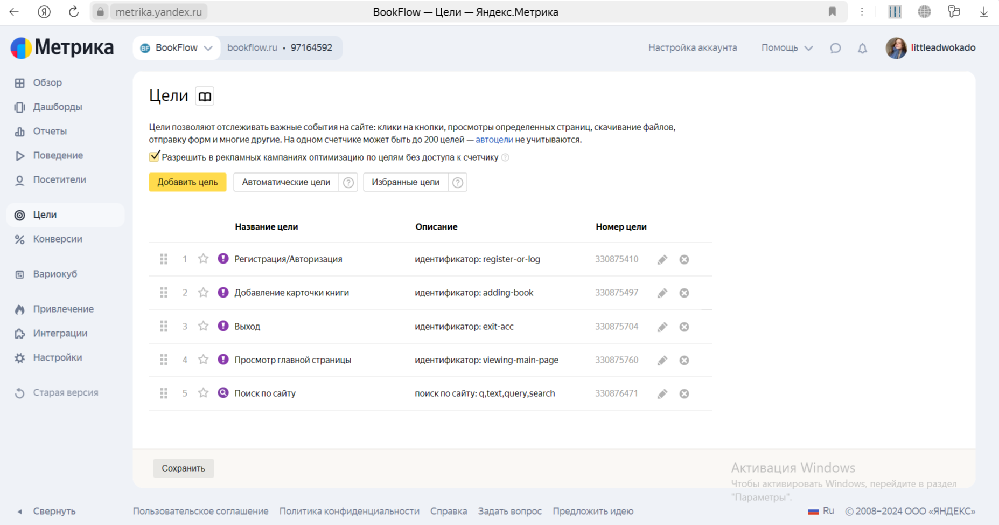 metrika.yandex.ru
BookFlow — Цели — Яндекс.Метрика
Метрика
BF BookFlow
bookflow.ru • 97164592
Настройка аккаунта
Помощь
littleadwokado
Обзор
Дашборды
Отчеты
Поведение
Посетители
Цели
Конверсии
Вариокуб
Привлечение
Интеграции
Настройки
Старая версия
Свернуть
Цели
Цели позволяют отслеживать важные события на сайте: клики на кнопки, просмотры определенных страниц, скачивание файлов,
отправку форм и многие другие. На одном счетчике может быть до 200 целей — автоцели не учитываются.
Разрешить в рекламных кампаниях оптимизацию по целям без доступа к счетчику ?
Добавить цель
Автоматические цели ?
Избранные цели ?
Название цели Описание Номер цели
1 Регистрация/Авторизация идентификатор: register-or-log 330875410
2 Добавление карточки книги идентификатор: adding-book 330875497
3 Выход идентификатор: exit-acc 330875704
4 Просмотр главной страницы идентификатор: viewing-main-page 330875760
5 Поиск по сайту поиск по сайту: q,text,query,search 330876471
Сохранить
Активация Windows
Чтобы активировать Windows, перейдите в раздел
"Параметры".
Пользовательское соглашение Политика конфиденциальности Справка Задать вопрос Предложить идею
Ru © 2008–2024 ООО «ЯНДЕКС»